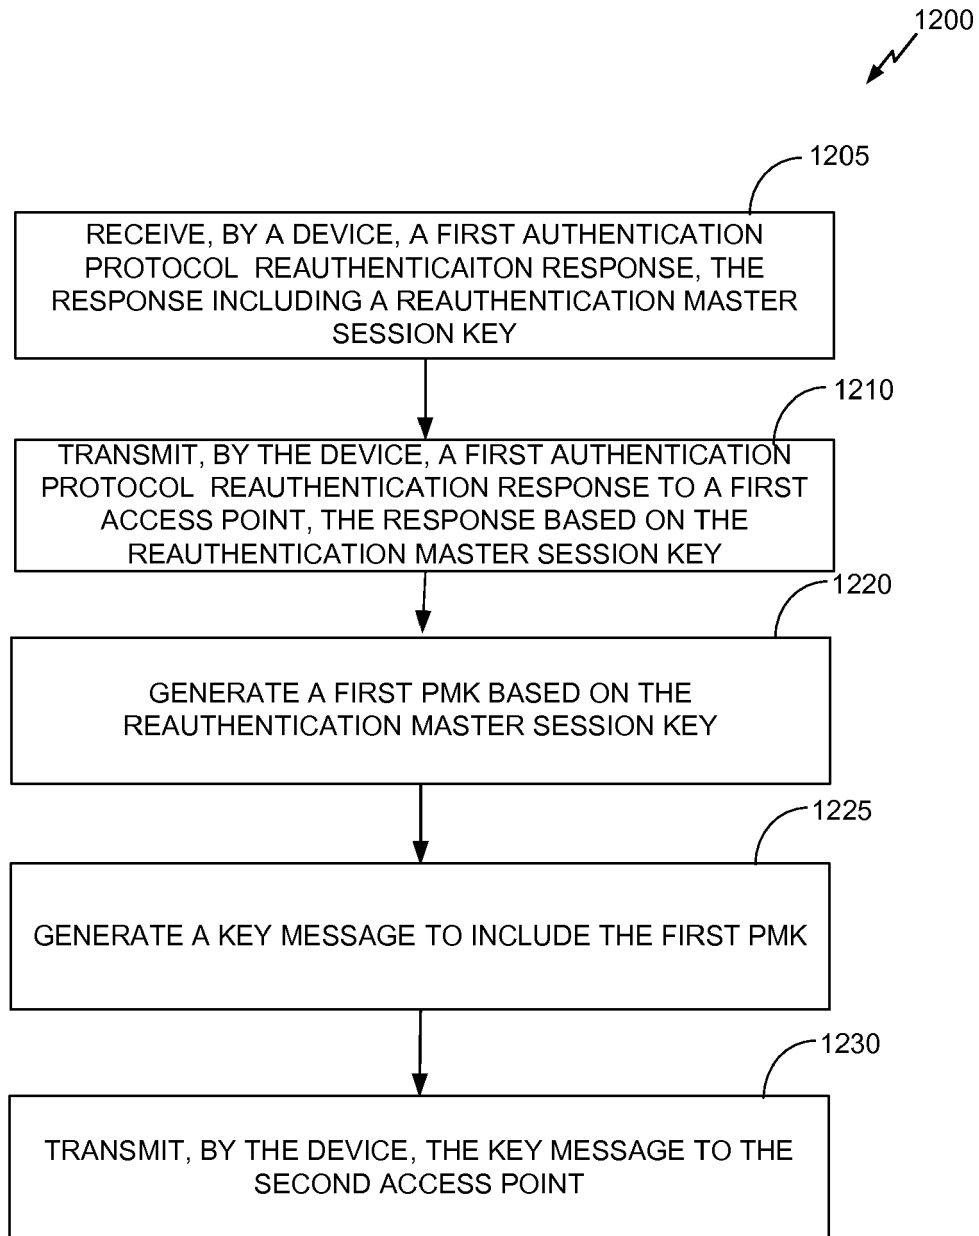 1200
1205
RECEIVE, BY A DEVICE, A FIRST AUTHENTICATION
PROTOCOL REAUTHENTICAITON RESPONSE, THE
RESPONSE INCLUDING A REAUTHENTICATION MASTER
SESSION KEY
1210
TRANSMIT, BY THE DEVICE, A FIRST AUTHENTICATION
PROTOCOL REAUTHENTICATION RESPONSE TO A FIRST
ACCESS POINT, THE RESPONSE BASED ON THE
REAUTHENTICATION MASTER SESSION KEY
1220
GENERATE A FIRST PMK BASED ON THE
REAUTHENTICATION MASTER SESSION KEY
1225
GENERATE A KEY MESSAGE TO INCLUDE THE FIRST PMK
1230
TRANSMIT, BY THE DEVICE, THE KEY MESSAGE TO THE
SECOND ACCESS POINT